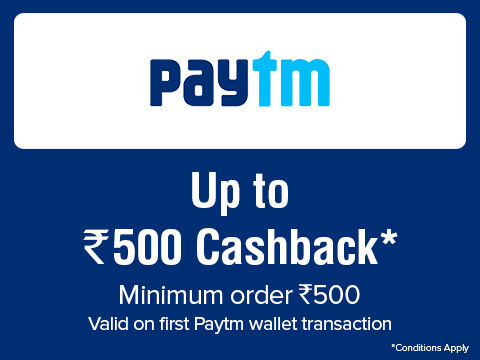 paytm
Up to
₹500 Cashback*
Minimum order ₹500
Valid on first Paytm wallet transaction
*Conditions Apply